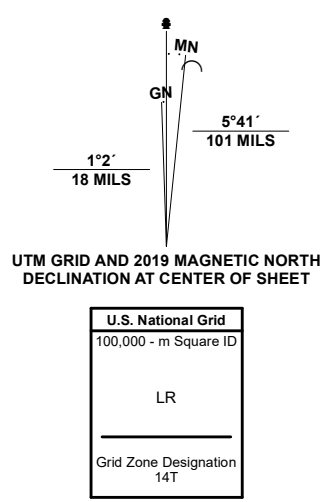 MN
GN
5°41´
101 MILS
1°2´
18 MILS
UTM GRID AND 2019 MAGNETIC NORTH
DECLINATION AT CENTER OF SHEET
U.S. National Grid
100,000 - m Square ID
LR
Grid Zone Designation
14T